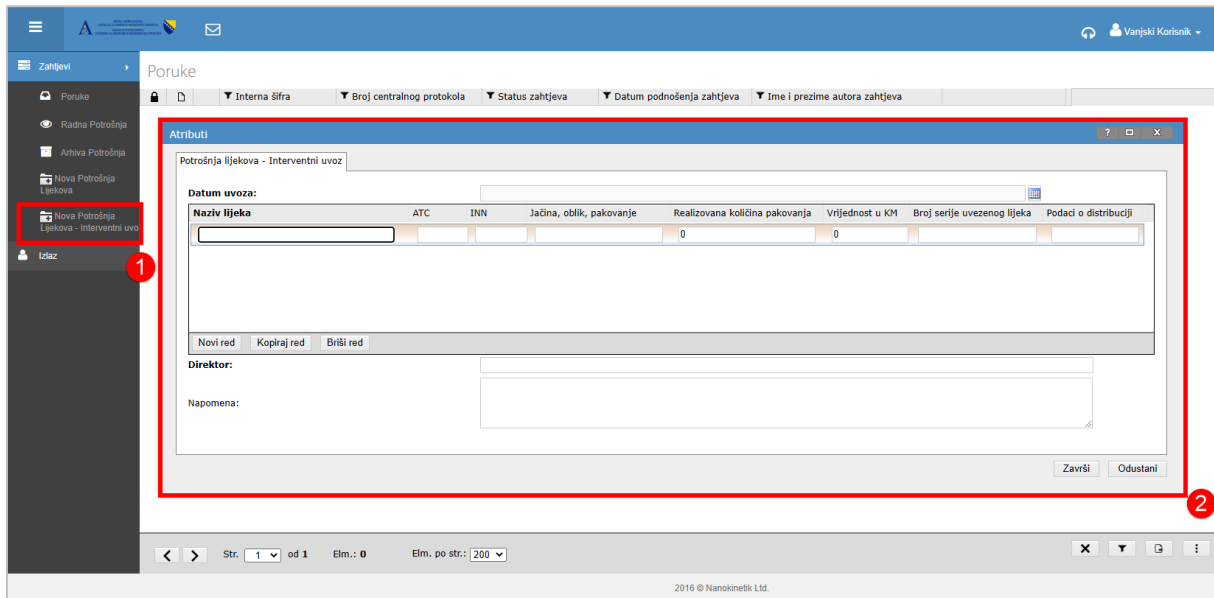 Vanjski Korisnik
Zahtjevi
Poruke
Radna Potrošnja
Arhiva Potrošnja
Nova Potrošnja
Lijekova
Nova Potrošnja
Lijekova - Interventni uvo
Izlaz
1
Poruke
Interna šifra Broj centralnog protokola Status zahtjeva Datum podnošenja zahtjeva Ime i prezime autora zahtjeva
Atributi ? X
Potrošnja lijekova - Interventni uvoz
Datum uvoza:
Naziv lijeka ATC INN Jačina, oblik, pakovanje Realizovana količina pakovanja Vrijednost u KM Broj serije uvezenog lijeka Podaci o distribuciji
0 0
Novi red Kopiraj red Briši red
Direktor:
Napomena:
Završi Odustani
2
Str. 1 od 1 Elm.: 0 Elm. po str.: 200
2016 © Nanokinetik Ltd.